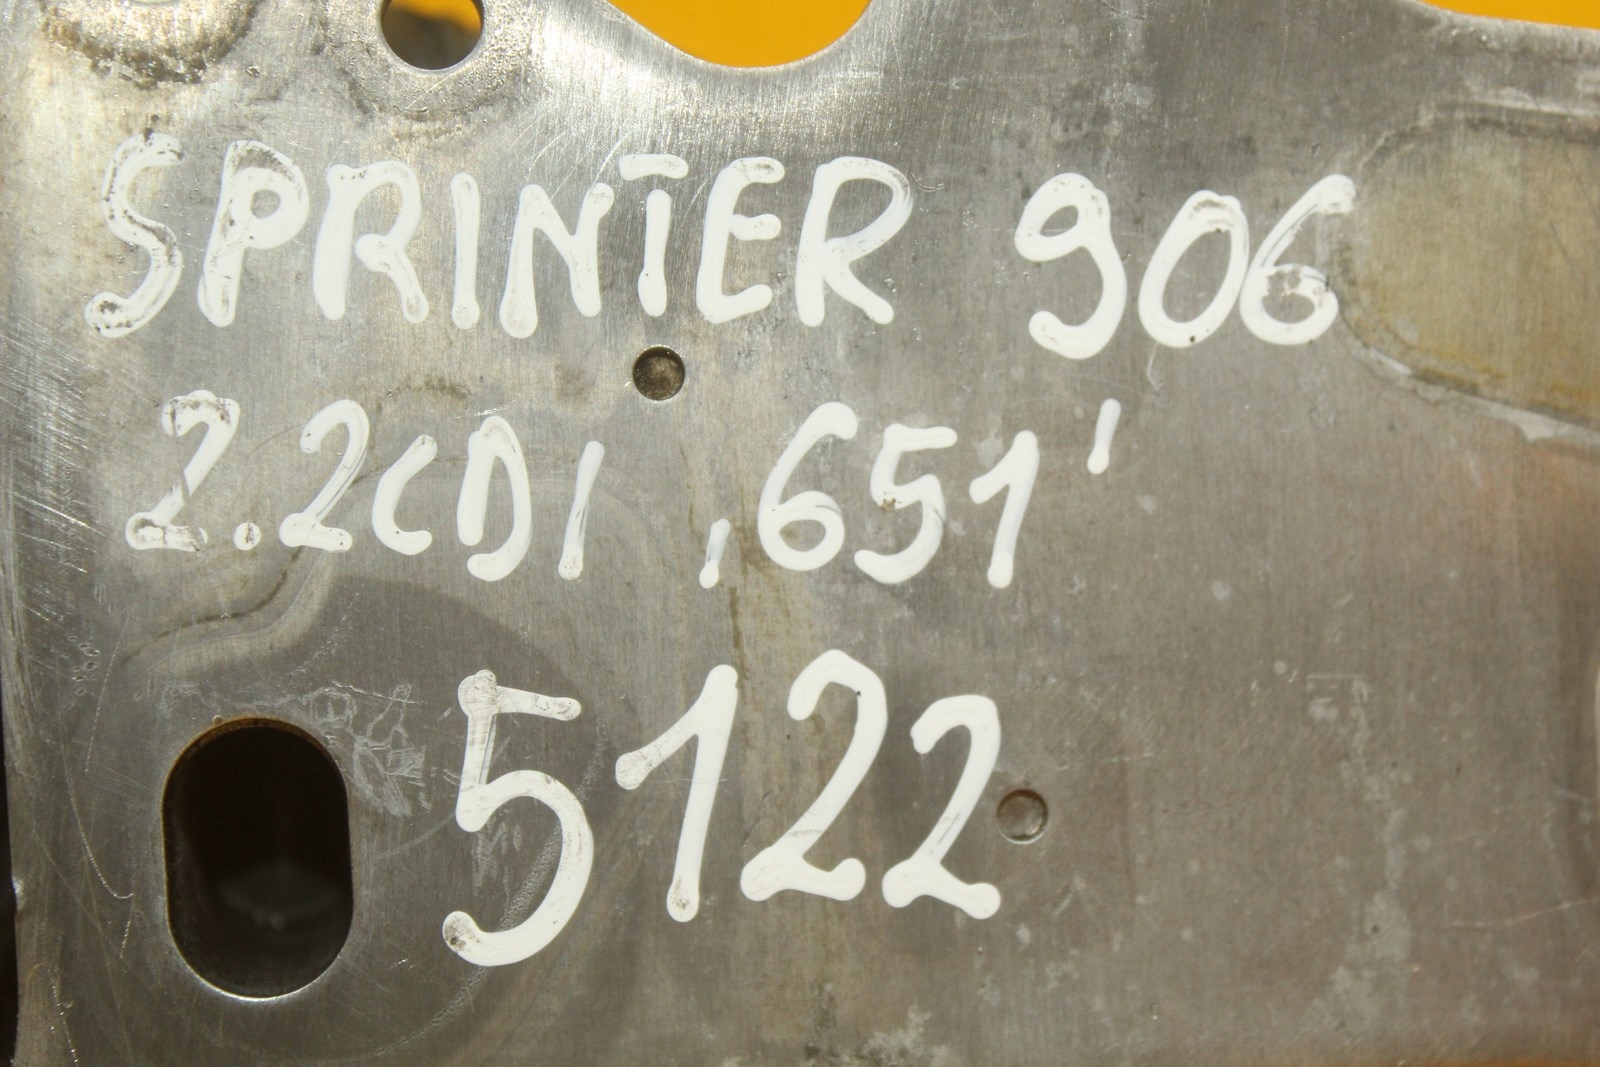 SPRINTER 906
2.2CDI ,651'
5122